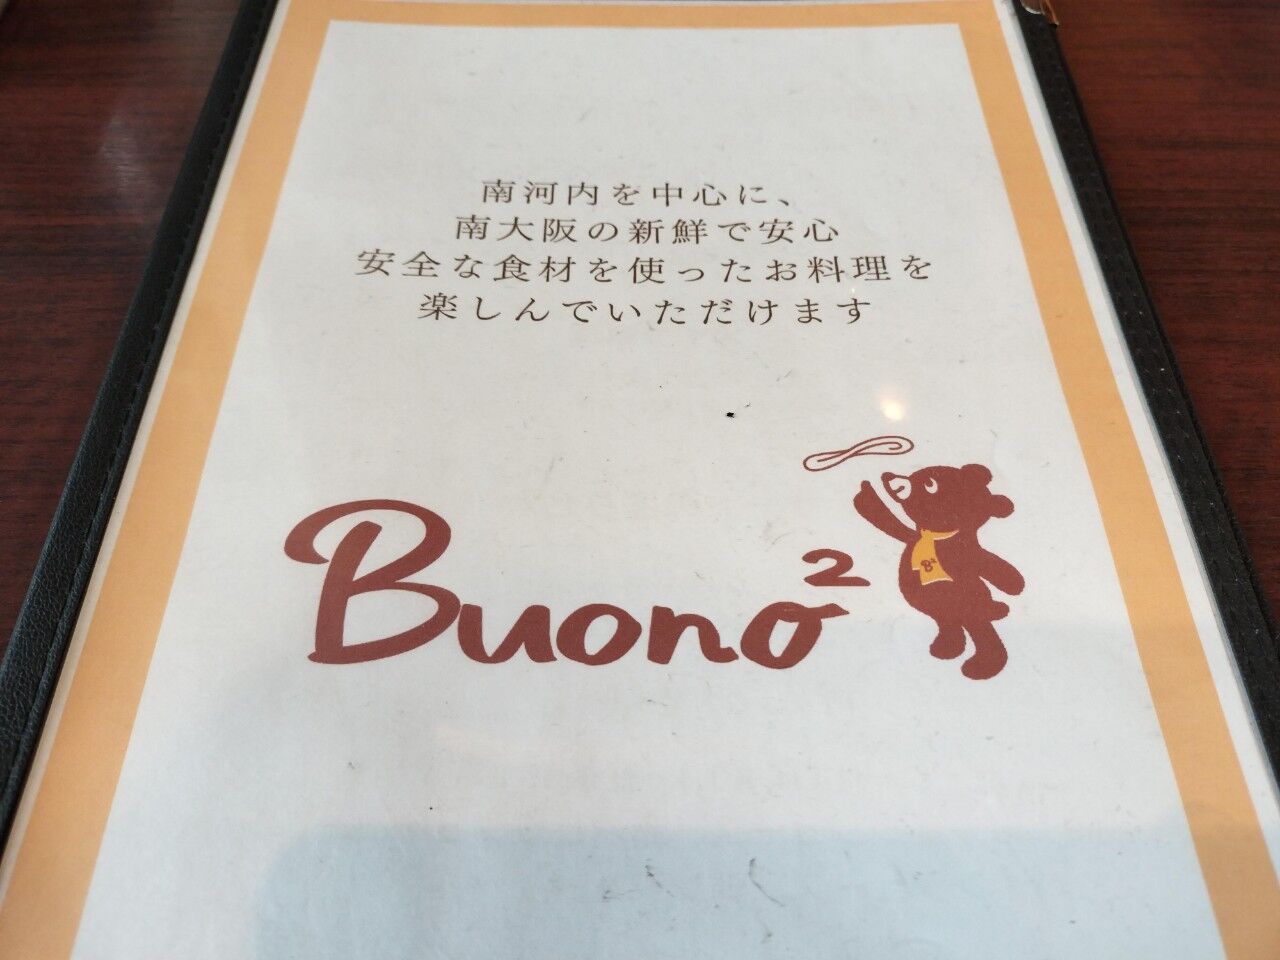 南河内を中心に、
南大阪の新鮮で安心
安全な食材を使ったお料理を
楽しんでいただけます
Buono²
B²